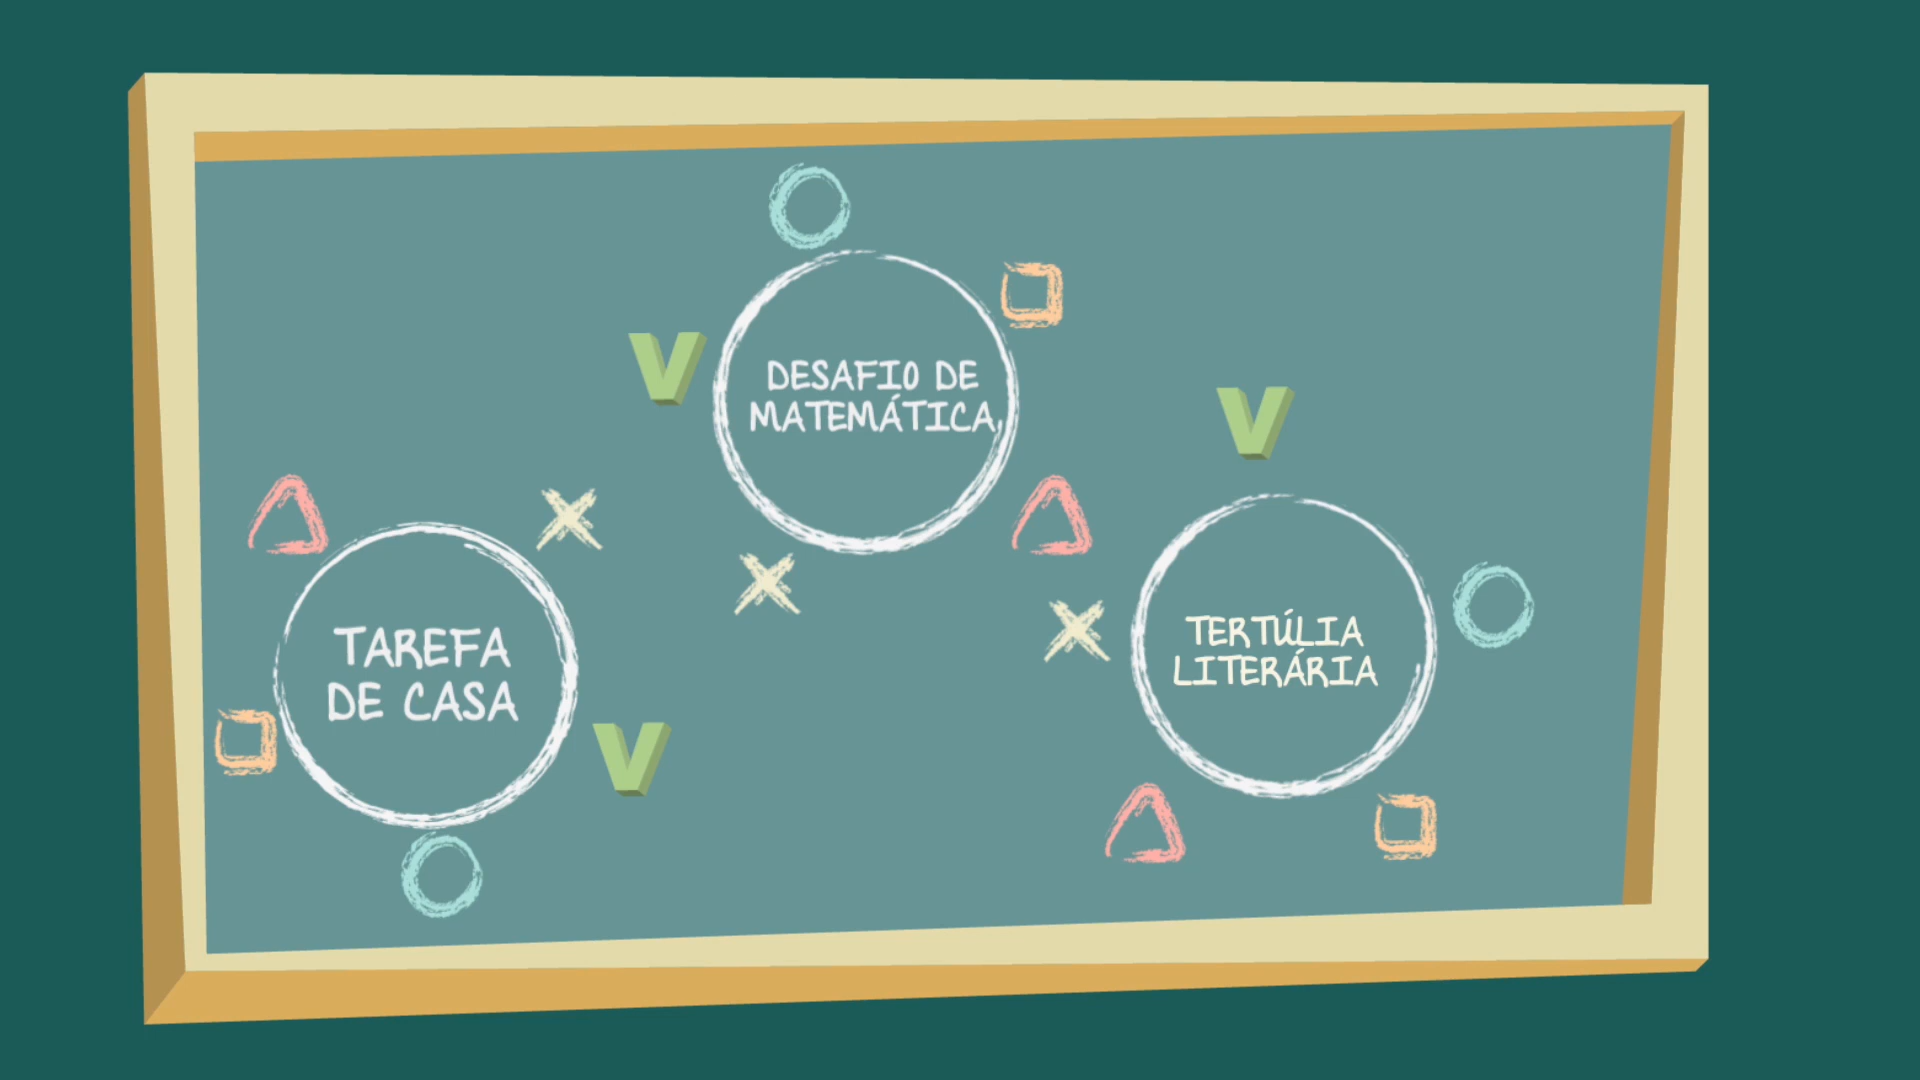 DESAFIO DE
MATEMÁTICA
V
V
TERTÚLIA
LITERÁRIA
TAREFA
DE CASA
V